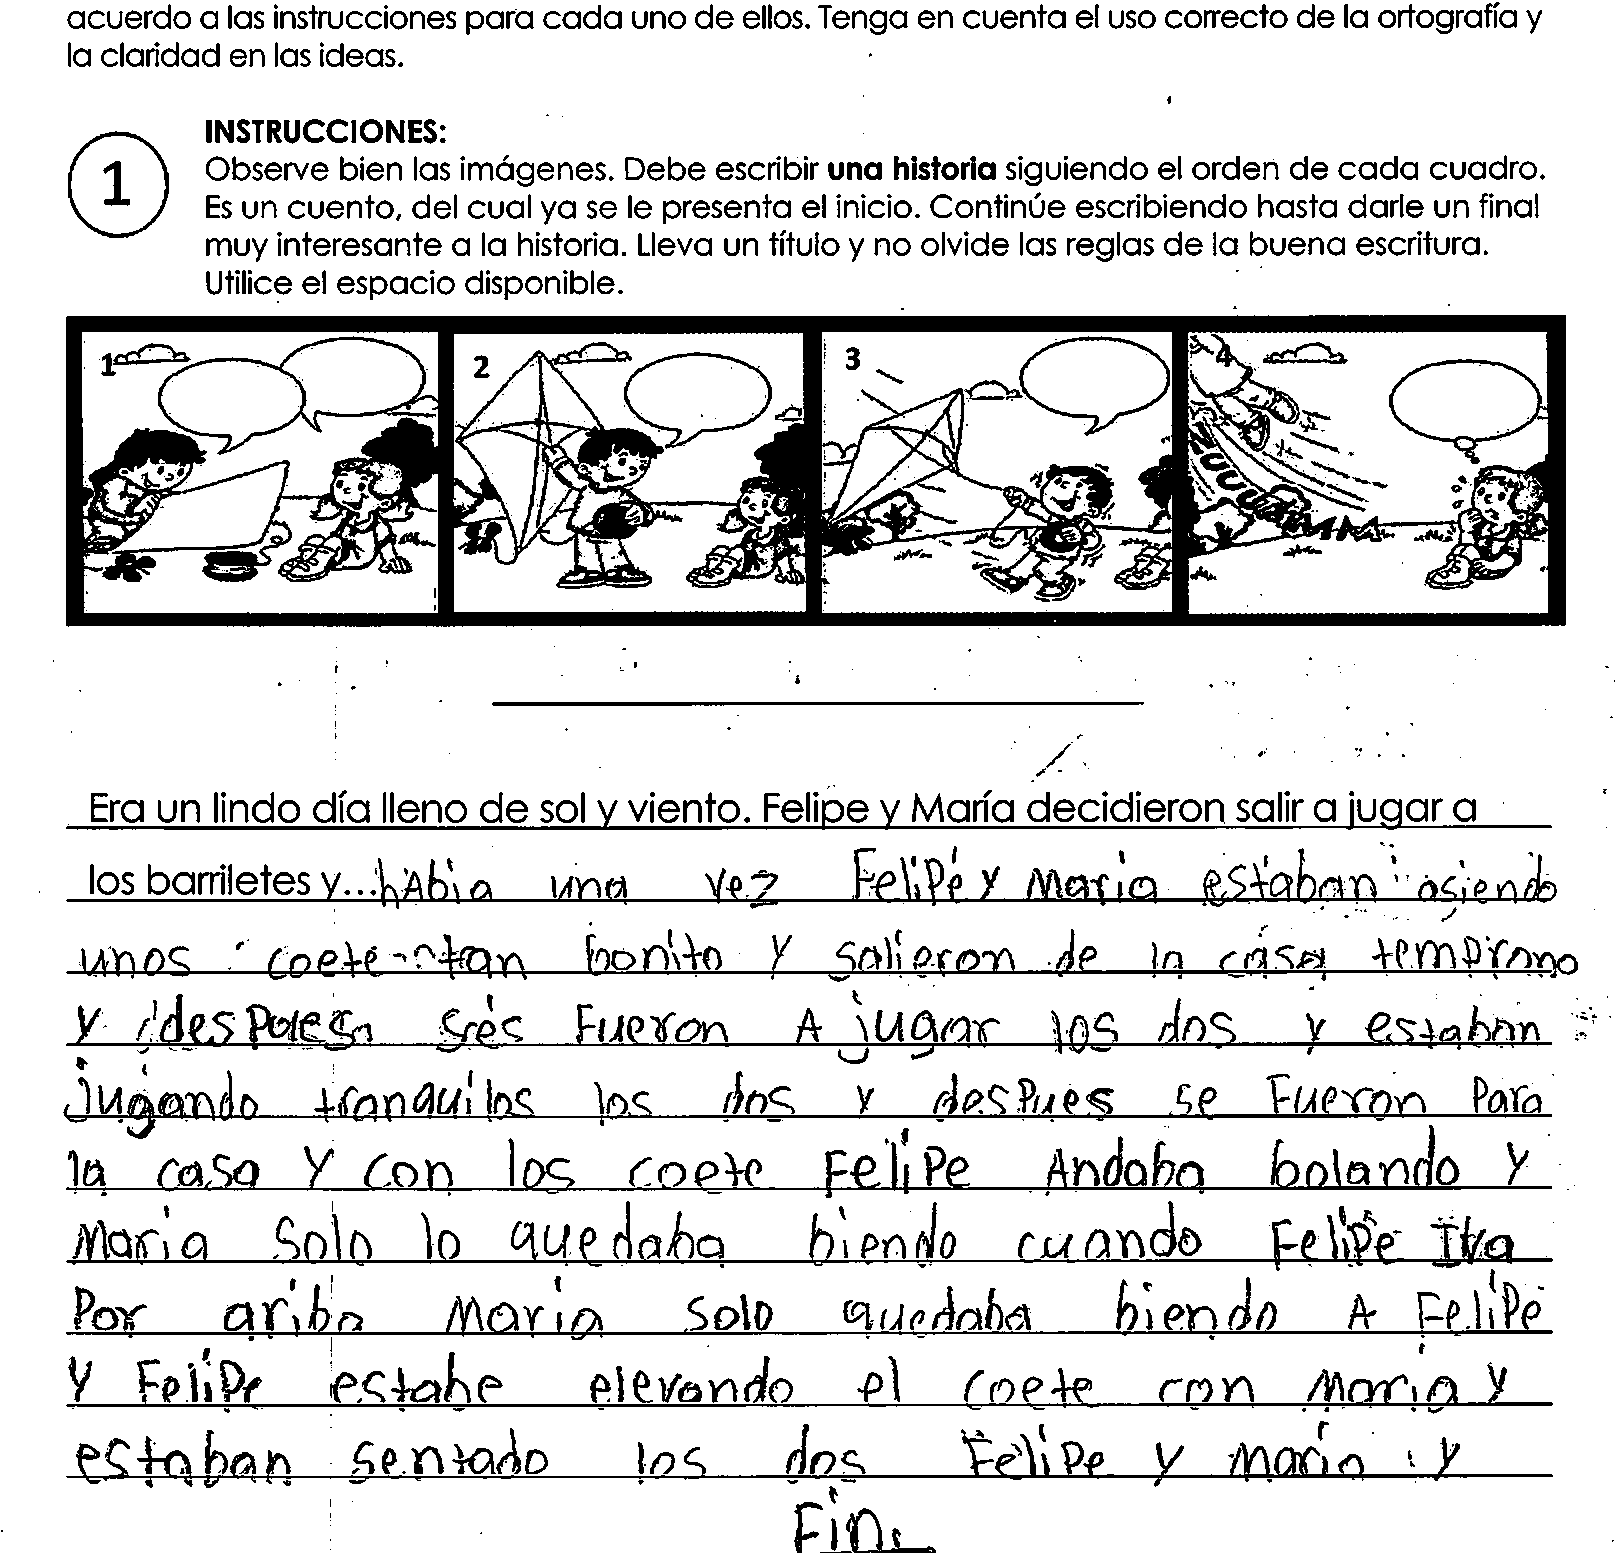 acuerdo a las instrucciones para cada uno de ellos. Tenga en cuenta el uso correcto de la ortografía y
la claridad en las ideas.
INSTRUCCIONES:
1
Observe bien las imágenes. Debe escribir una historia siguiendo el orden de cada cuadro.
Es un cuento, del cual ya se le presenta el inicio. Continúe escribiendo hasta darle un final
muy interesante a la historia. Lleva un título y no olvide las reglas de la buena escritura.
Utilice el espacio disponible.
1 2 3 4
Era un lindo día lleno de sol y viento. Felipe y María decidieron salir a jugar a
los barriletes y...hAbia una vez Felipe y Maria estaban asiendo
unos coete tan bonito y salieron de la casa temprano
y Fueron A jugar los dos y estaban
jugando tranquilos los dos y despues se Fueron Para
la casa y con los coete Felipe Andaba bolando y
Maria Solo lo quedaba biendo cuando Felipe Iva
Por ariba Maria Solo quedaba biendo A Felipe
y Felipe estabe elevando el coete con Maria y
estaban sentado los dos Felipe y Maria y
Fin.